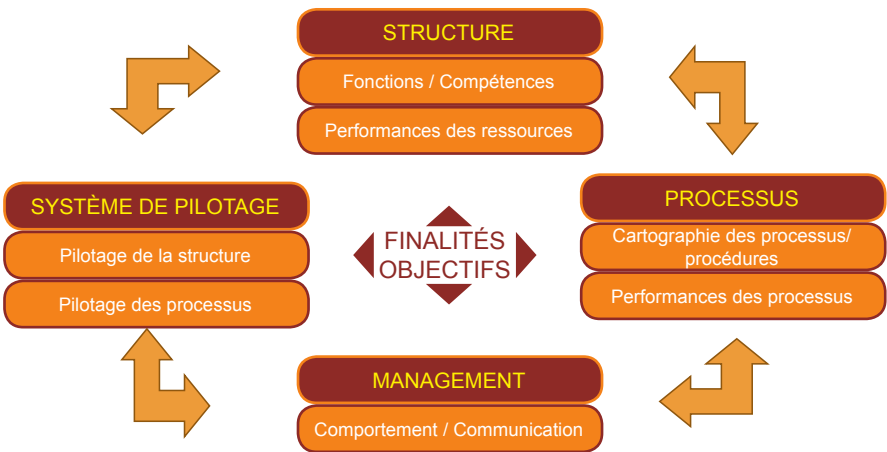 STRUCTURE
Fonctions / Compétences
Performances des ressources
SYSTÈME DE PILOTAGE
Pilotage de la structure
Pilotage des processus
FINALITÉS
OBJECTIFS
PROCESSUS
Cartographie des processus/
procédures
Performances des processus
MANAGEMENT
Comportement / Communication